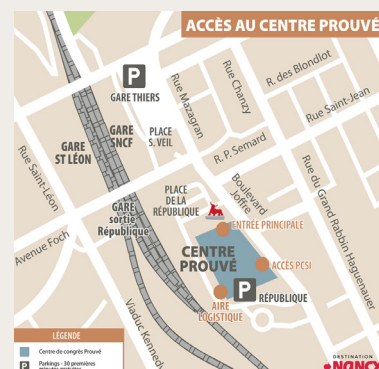 ACCÈS AU CENTRE PROUVÉ
P
GARE THIERS
Rue Mazagran
Rue Chanzy
R. des Blondlot
Rue Saint-Jean
GARE
SNCF
PLACE
S. VEIL
GARE
ST LÉON
Rue Saint-Léon
R. P. Semard
Boulevard
Joffre
Rue du Grand Rabbin Haguenauer
PLACE
DE LA
RÉPUBLIQUE
GARE
sortie
République
ENTRÉE PRINCIPALE
Avenue Foch
CENTRE
PROUVÉ
ACCÈS PCSI
P
RÉPUBLIQUE
AIRE
LOGISTIQUE
Viaduc Kennedy
LÉGENDE
Centre de congrès Prouvé
P
Parkings - 30 premières
minutes gratuites
DESTINATION
NANCY